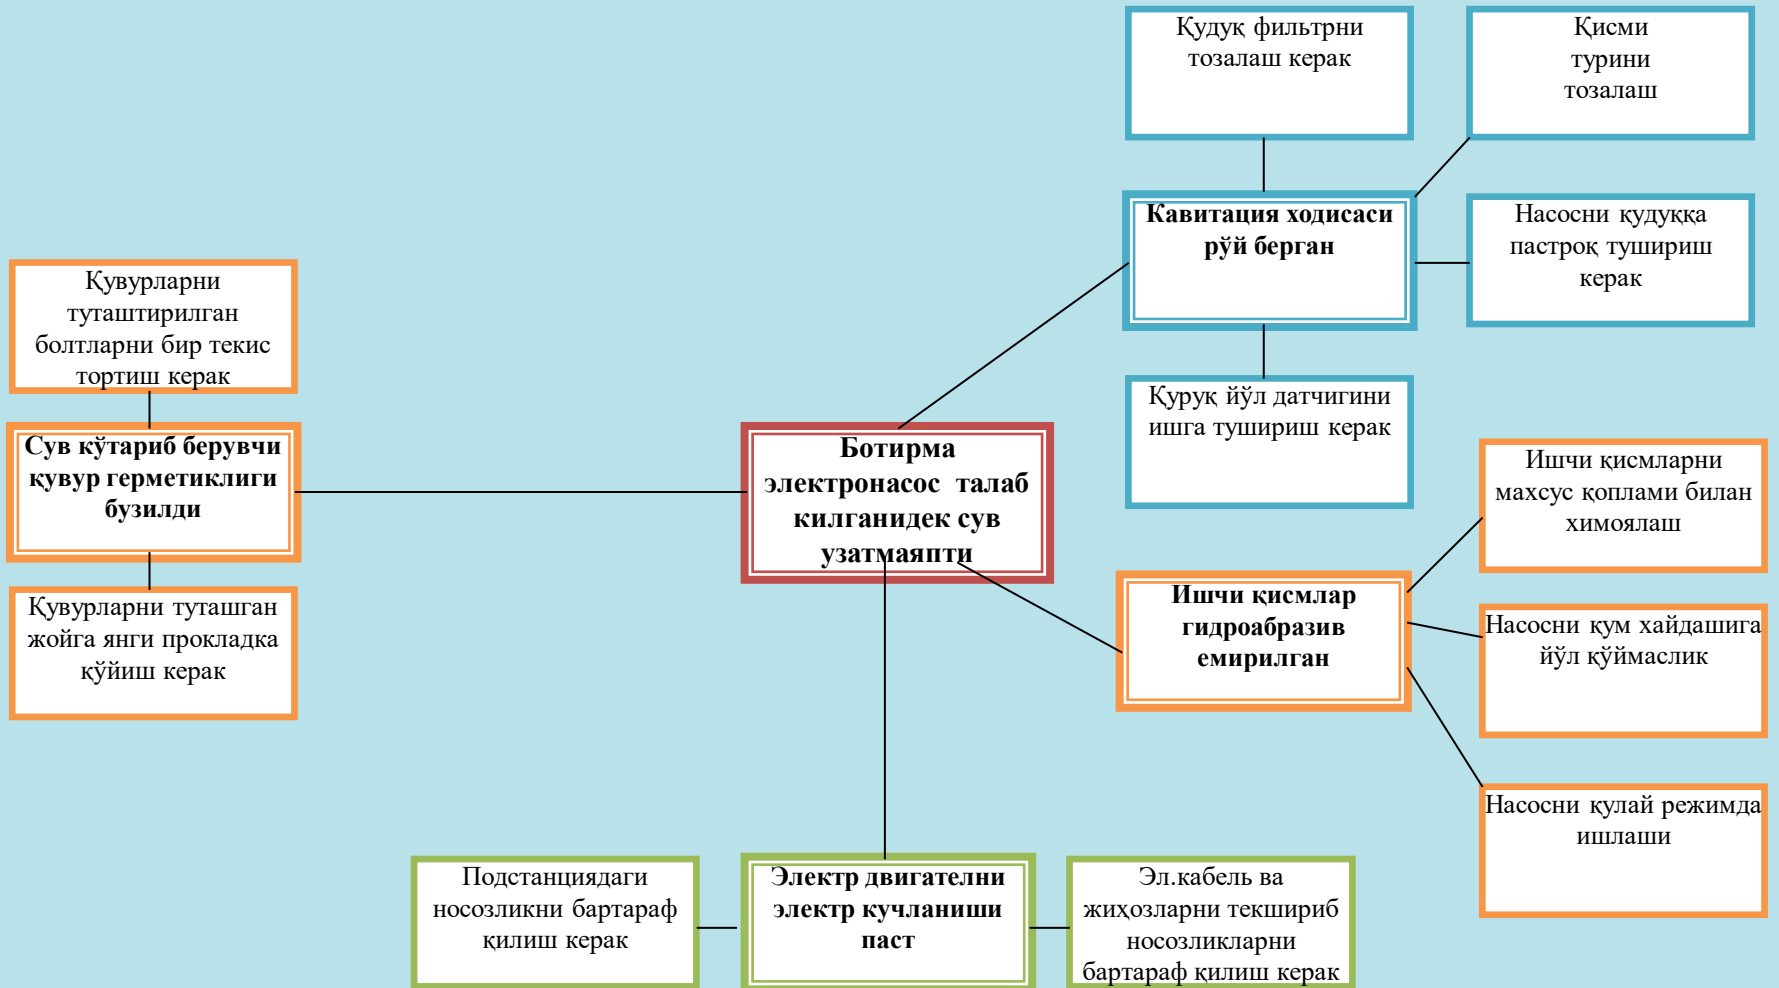 Қудуқ фильтрни
тозалаш керак
Қисми
турини
тозалаш
Кавитация ходисаси
рўй берган
Насосни қудуққа
пастроқ тушириш
керак
Қувурларни
туташтирилган
болтларни бир текис
тортиш керак
Қуруқ йўл датчигини
ишга тушириш керак
Сув кўтариб берувчи
қувур герметиклиги
бузилди
Ботирма
электронасос талаб
килганидек сув
узатмаяпти
Ишчи қисмларни
махсус қоплами билан
химоялаш
Қувурларни туташган
жойга янги прокладка
қўйиш керак
Ишчи қисмлар
гидроабразив
емирилган
Насосни қум хайдашига
йўл қўймаслик
Насосни қулай режимда
ишлаши
Подстанциядаги
носозликни бартараф
қилиш керак
Электр двигателни
электр кучланиши
паст
Эл.кабель ва
жиҳозларни текшириб
носозликларни
бартараф қилиш керак